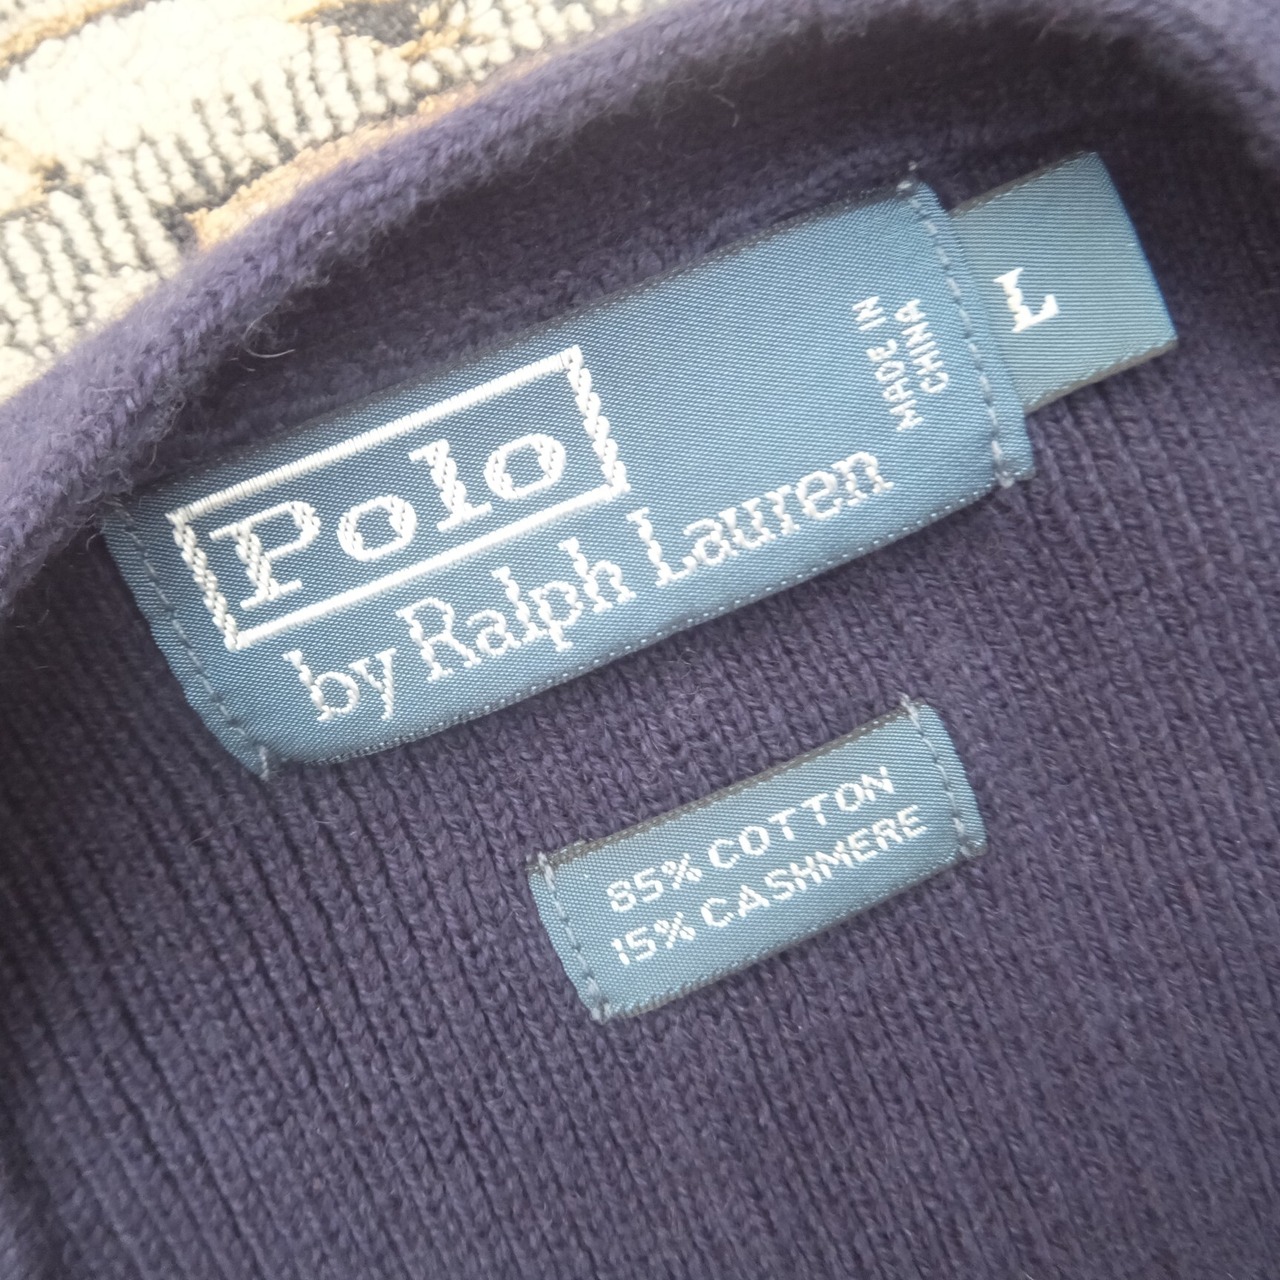 Polo
by Ralph Lauren
MADE IN
CHINA
L
85% COTTON
15% CASHMERE